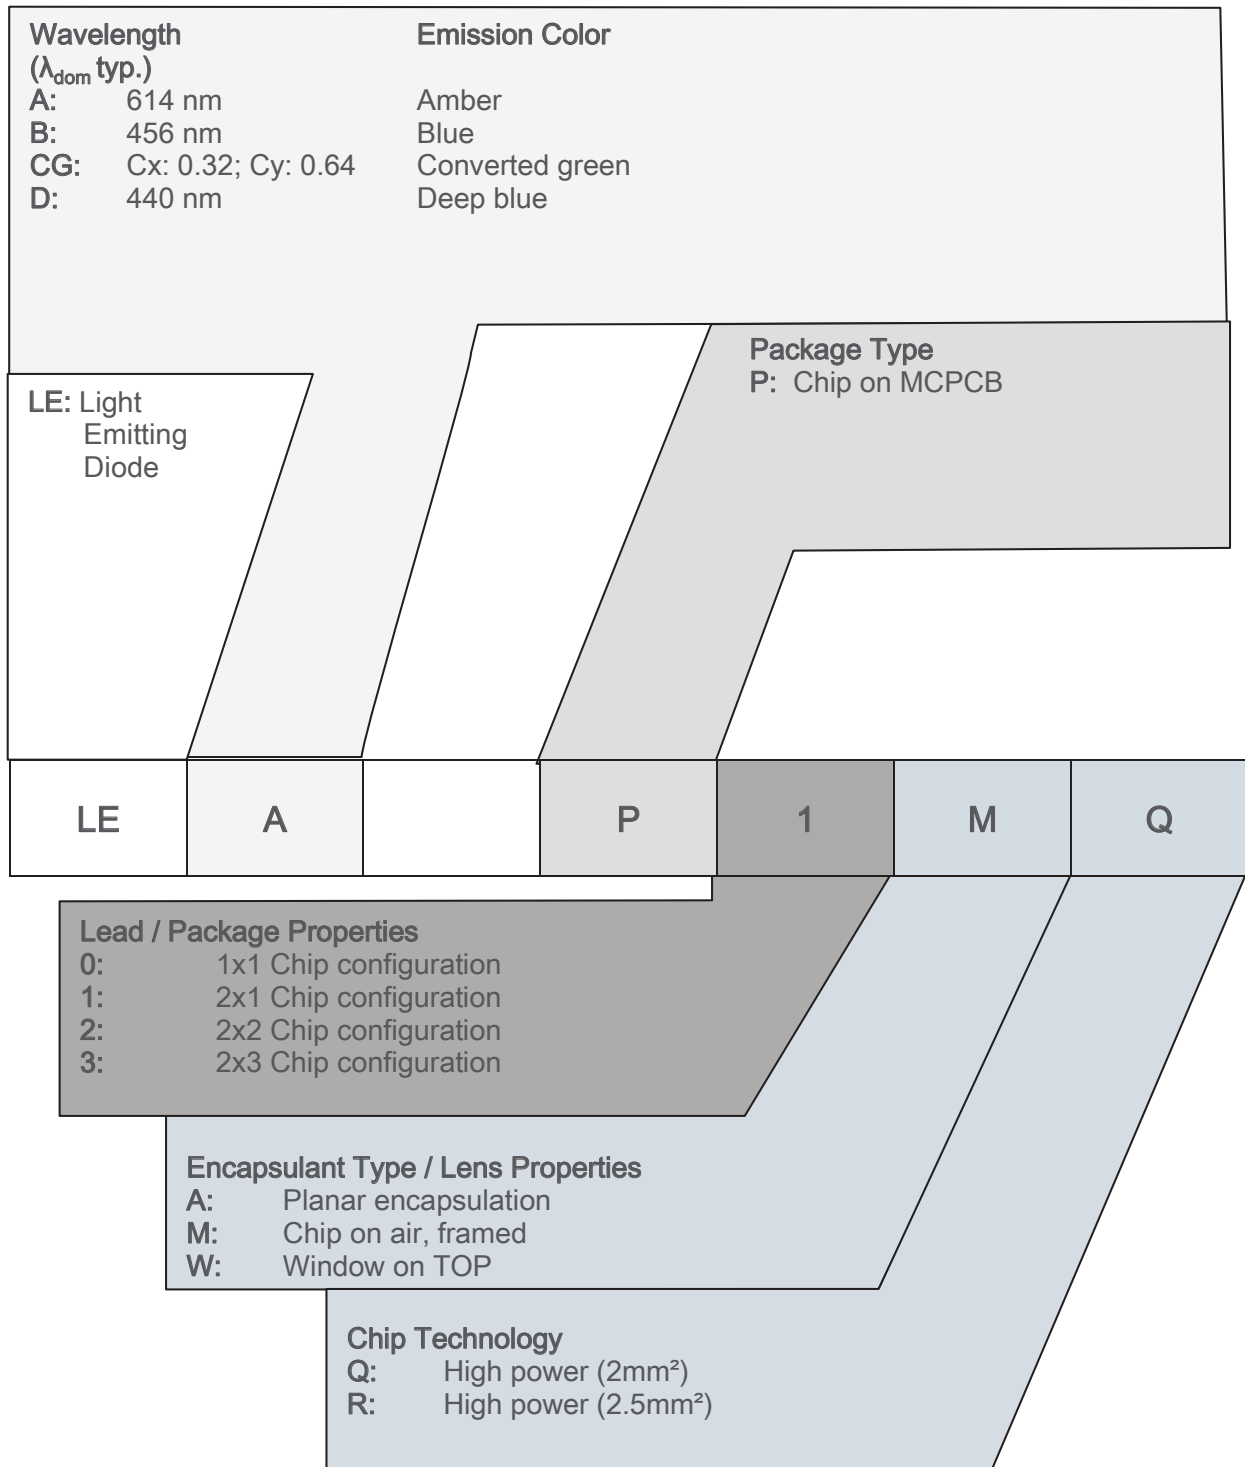 Wavelength Emission Color
(λdom typ.)
A: 614 nm Amber
B: 456 nm Blue
CG: Cx: 0.32; Cy: 0.64 Converted green
D: 440 nm Deep blue
Package Type
P: Chip on MCPCB
LE: Light
Emitting
Diode
LE A P 1 M Q
Lead / Package Properties
0: 1x1 Chip configuration
1: 2x1 Chip configuration
2: 2x2 Chip configuration
3: 2x3 Chip configuration
Encapsulant Type / Lens Properties
A: Planar encapsulation
M: Chip on air, framed
W: Window on TOP
Chip Technology
Q: High power (2mm²)
R: High power (2.5mm²)